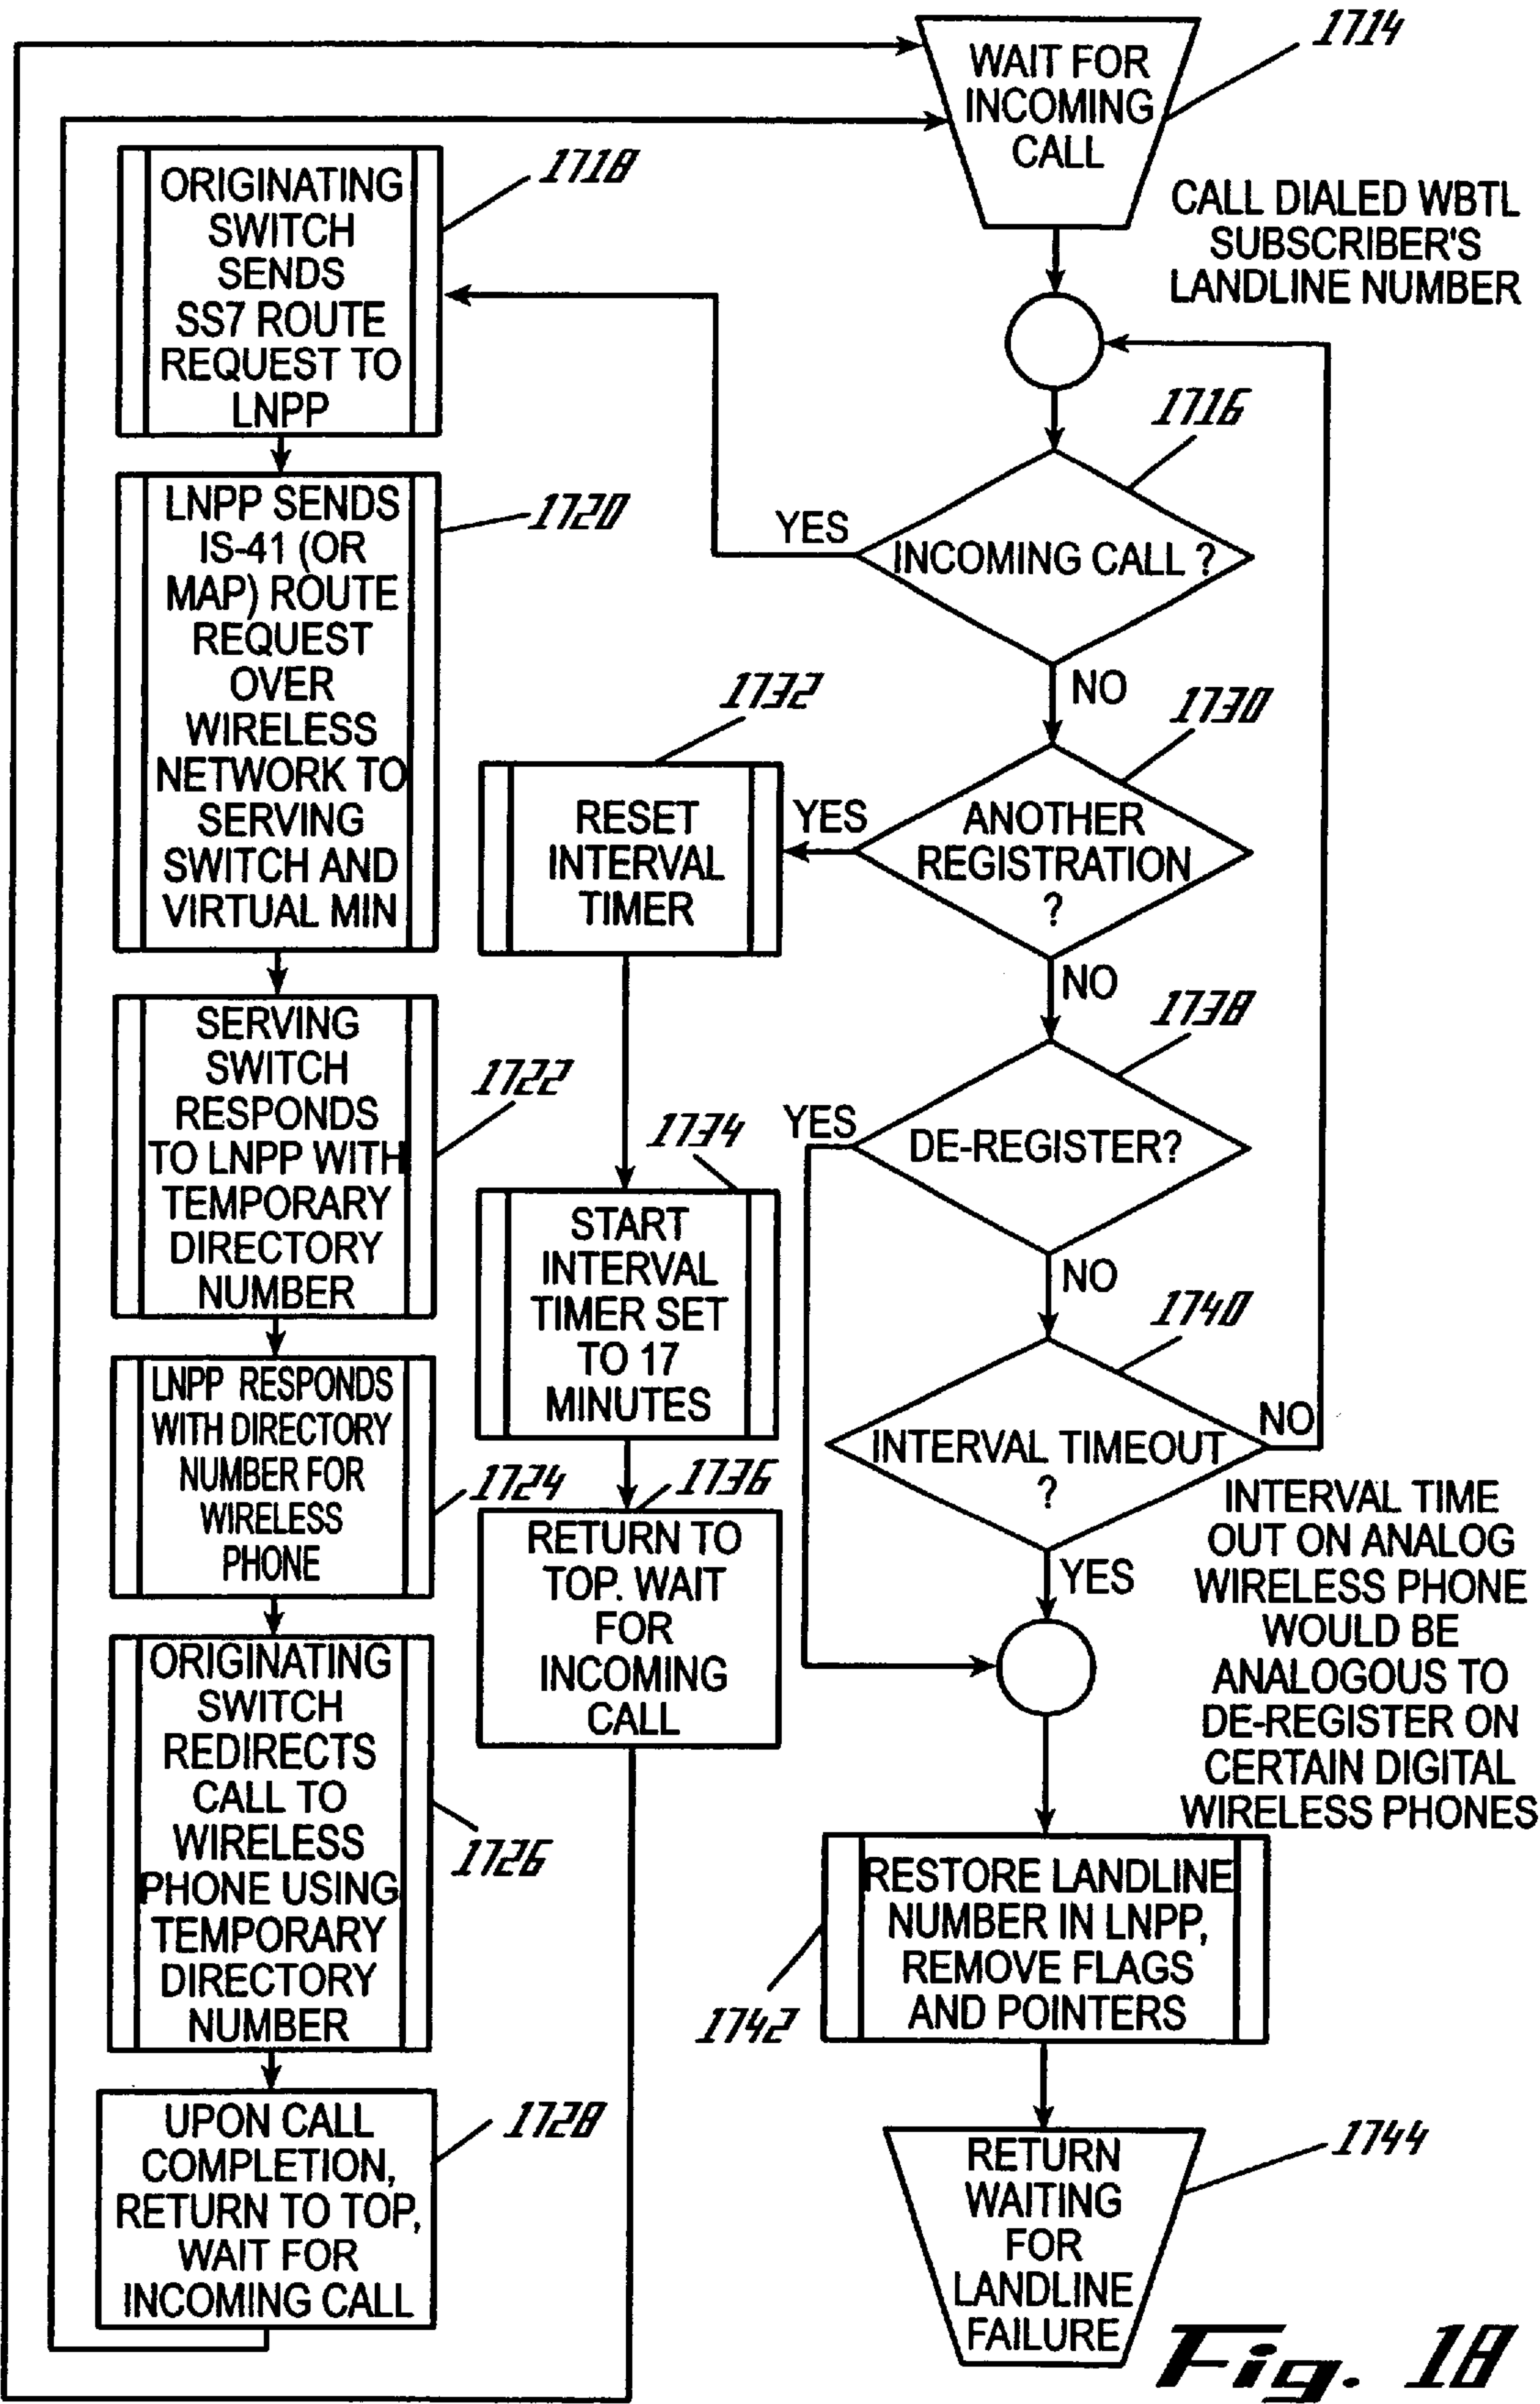 1714
WAIT FOR
INCOMING
CALL
CALL DIALED WBTL
SUBSCRIBER'S
LANDLINE NUMBER
1718
ORIGINATING
SWITCH
SENDS
SS7 ROUTE
REQUEST TO
LNPP
1716
INCOMING CALL ?
YES
NO
1720
LNPP SENDS
IS-41 (OR
MAP) ROUTE
REQUEST
OVER
WIRELESS
NETWORK TO
SERVING
SWITCH AND
VIRTUAL MIN
1732
RESET
INTERVAL
TIMER
1730
ANOTHER
REGISTRATION
?
YES
NO
1722
SERVING
SWITCH
RESPONDS
TO LNPP WITH
TEMPORARY
DIRECTORY
NUMBER
1734
START
INTERVAL
TIMER SET
TO 17
MINUTES
1738
DE-REGISTER?
YES
NO
1740
INTERVAL TIMEOUT
?
NO
YES
1724
LNPP RESPONDS
WITH DIRECTORY
NUMBER FOR
WIRELESS
PHONE
1736
RETURN TO
TOP. WAIT
FOR
INCOMING
CALL
INTERVAL TIME
OUT ON ANALOG
WIRELESS PHONE
WOULD BE
ANALOGOUS TO
DE-REGISTER ON
CERTAIN DIGITAL
WIRELESS PHONES
1726
ORIGINATING
SWITCH
REDIRECTS
CALL TO
WIRELESS
PHONE USING
TEMPORARY
DIRECTORY
NUMBER
1742
RESTORE LANDLINE
NUMBER IN LNPP,
REMOVE FLAGS
AND POINTERS
1728
UPON CALL
COMPLETION,
RETURN TO TOP,
WAIT FOR
INCOMING CALL
1744
RETURN
WAITING
FOR
LANDLINE
FAILURE
Fig. 18